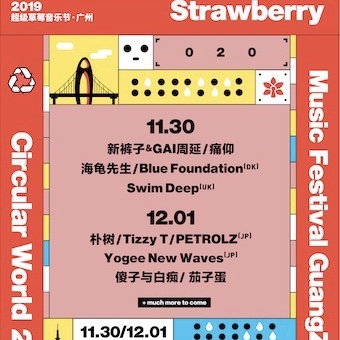 2019
超级草莓音乐节·广州
Strawberry
Music Festival Guang
Circular World 2
020
11.30
新裤子&GAI周延/痛仰
海龟先生/Blue Foundation(DK)
Swim Deep(UK)
12.01
朴树/Tizzy T/PETROLZ(JP)
Yogee New Waves(JP)
傻子与白痴/茄子蛋
+ much more to come
11.30/12.01